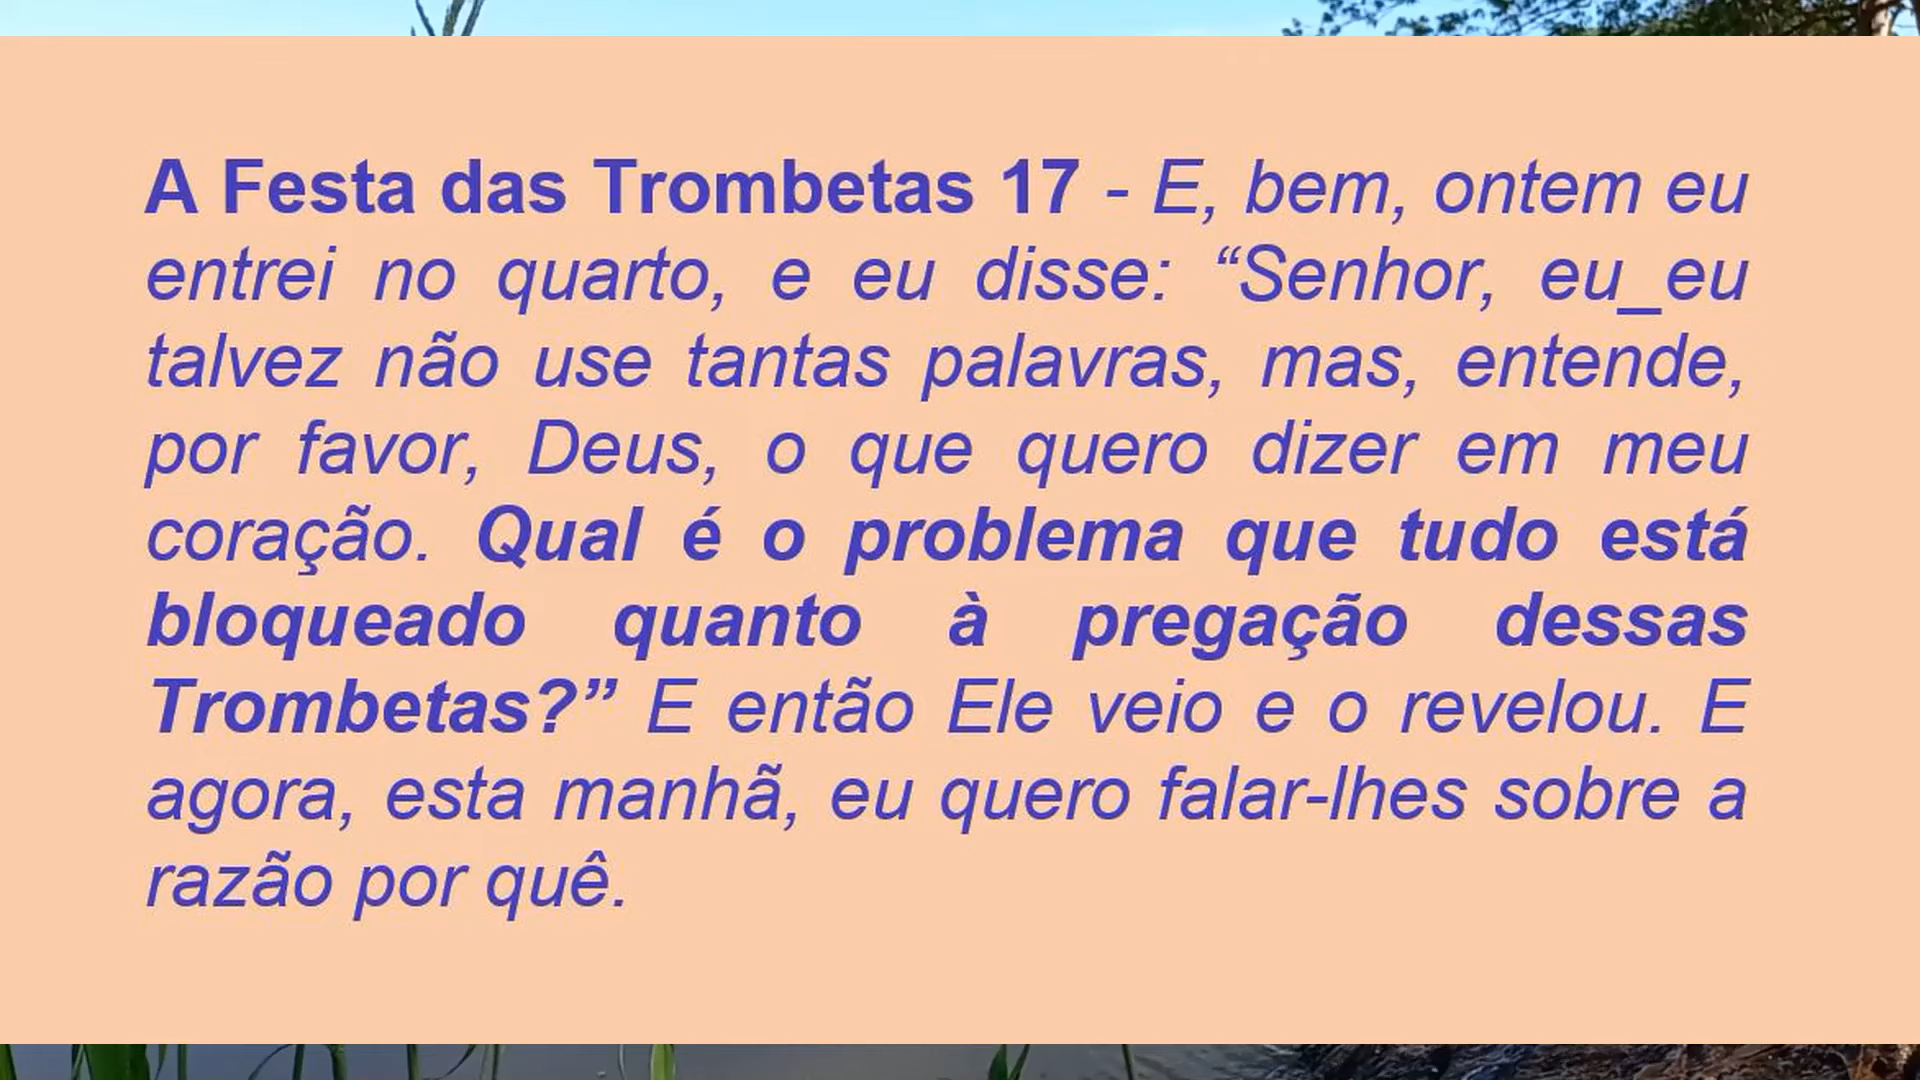 A Festa das Trombetas 17 - E, bem, ontem eu
entrei no quarto, e eu disse: “Senhor, eu_eu
talvez não use tantas palavras, mas, entende,
por favor, Deus, o que quero dizer em meu
coração. Qual é o problema que tudo está
bloqueado quanto à pregação dessas
Trombetas?” E então Ele veio e o revelou. E
agora, esta manhã, eu quero falar-lhes sobre a
razão por quê.